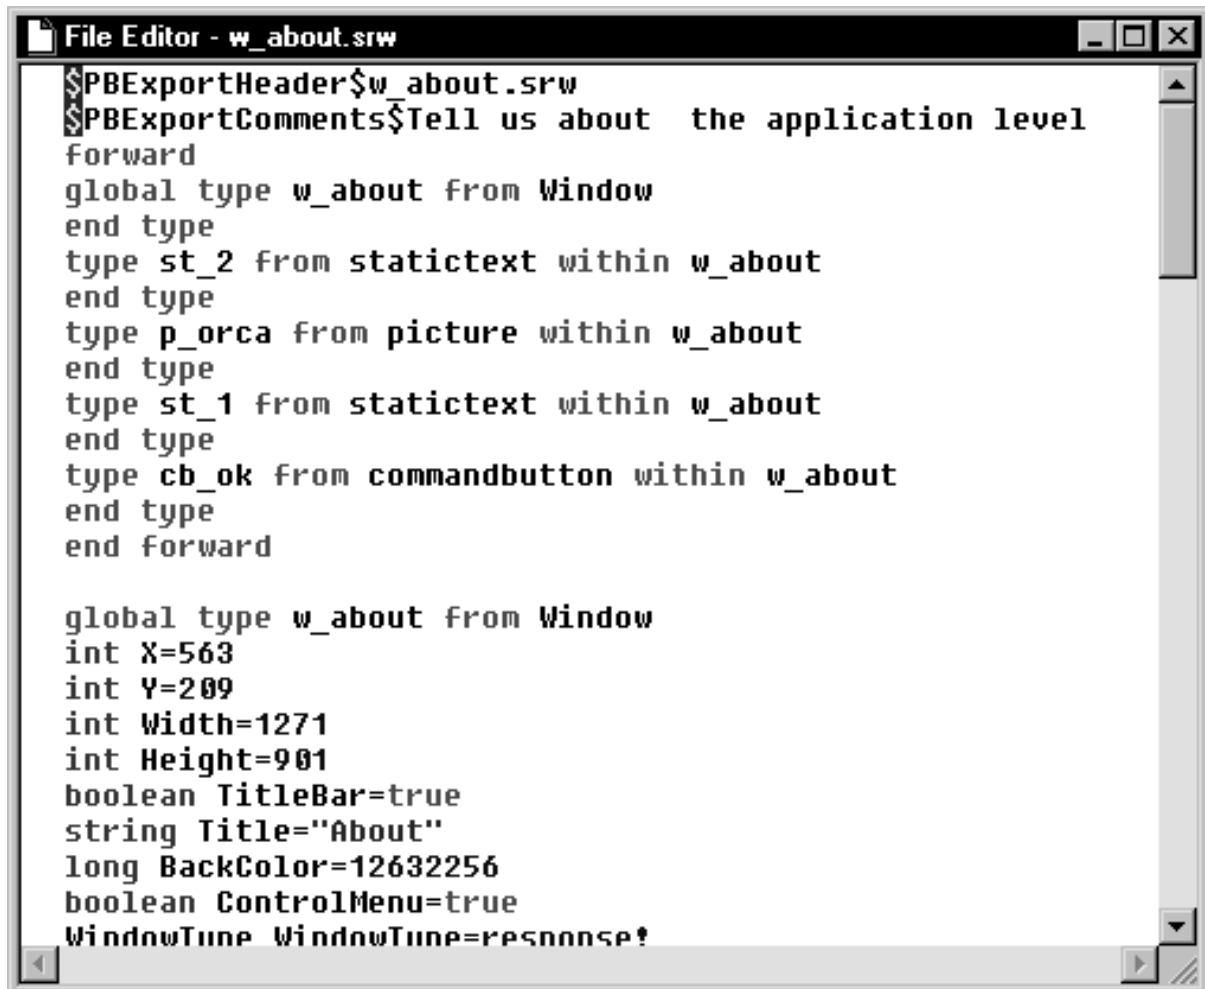 File Editor - w_about.srw
$PBExportHeader$w_about.srw
$PBExportComments$Tell us about  the application level
forward
global type w_about from Window
end type
type st_2 from statictext within w_about
end type
type p_orca from picture within w_about
end type
type st_1 from statictext within w_about
end type
type cb_ok from commandbutton within w_about
end type
end forward

global type w_about from Window
int X=563
int Y=209
int Width=1271
int Height=901
boolean TitleBar=true
string Title="About"
long BackColor=12632256
boolean ControlMenu=true
WindowType WindowType=response!